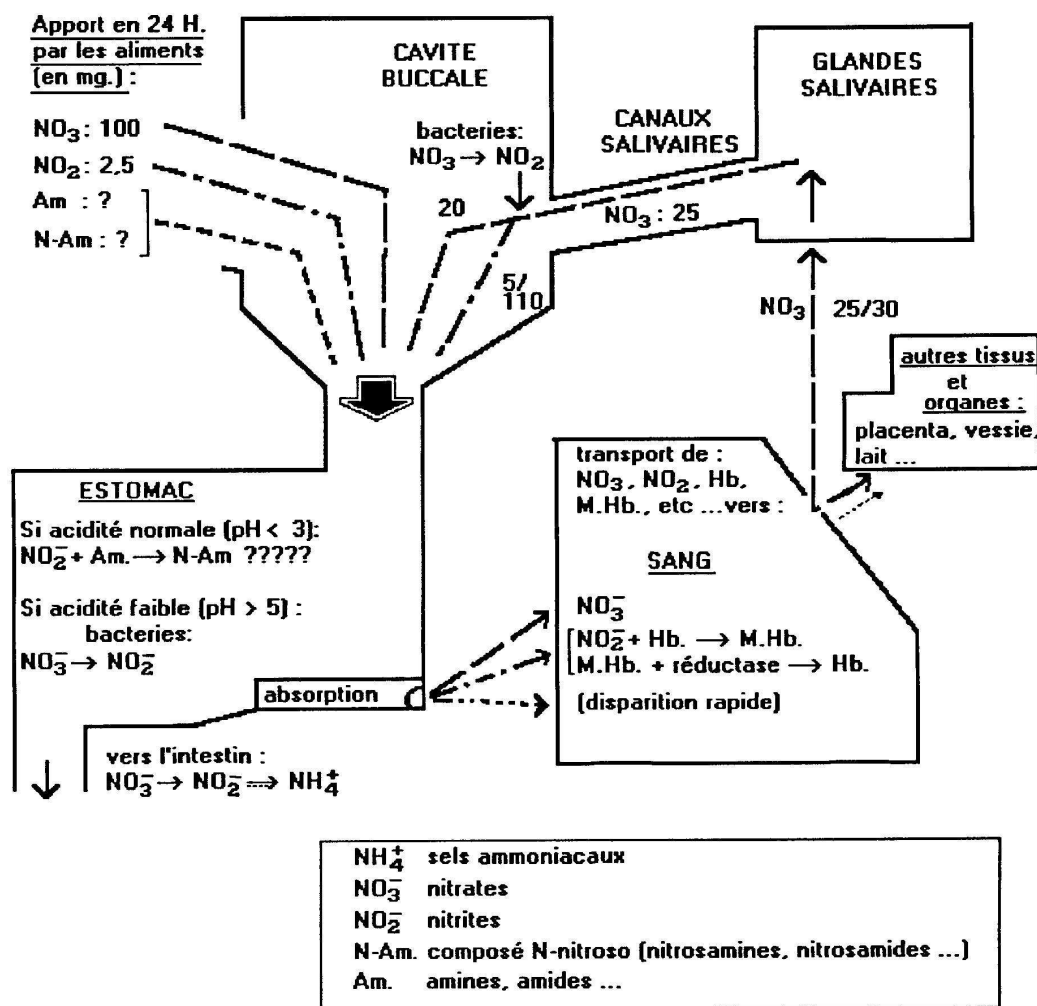 Apport en 24 H.
par les aliments
(en mg.) :
NO₃ : 100
NO₂ : 2,5
Am : ?
N-Am : ?
CAVITE
BUCCALE
bacteries:
NO₃ → NO₂
CANAUX
SALIVAIRES
GLANDES
SALIVAIRES
20
NO₃ : 25
5/
110
NO₃ 25/30
autres tissus
et
organes :
placenta, vessie,
lait ...
ESTOMAC
Si acidité normale (pH < 3):
NO₂⁻ + Am. → N-Am ?????
Si acidité faible (pH > 5) :
bacteries:
NO₃⁻ → NO₂⁻
absorption
vers l'intestin :
NO₃⁻ → NO₂⁻ ⟹ NH₄⁺
transport de :
NO₃, NO₂, Hb,
M.Hb., etc ...vers :
SANG
NO₃⁻
[NO₂⁻ + Hb. → M.Hb.
[M.Hb. + réductase → Hb.
(disparition rapide)
NH₄⁺ sels ammoniacaux
NO₃⁻ nitrates
NO₂⁻ nitrites
N-Am. composé N-nitroso (nitrosamines, nitrosamides ...)
Am. amines, amides ...